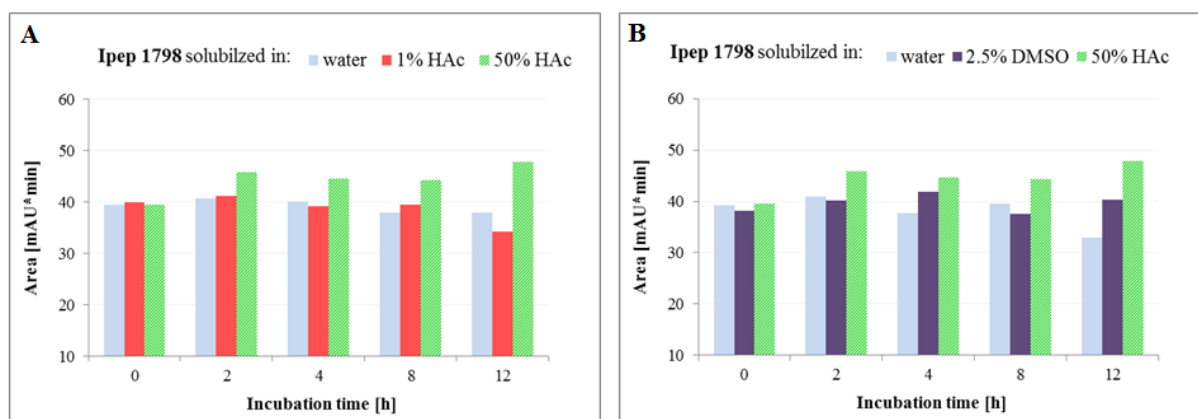 A
Ipep 1798 solubilzed in: water 1% HAc 50% HAc
60
50
40
30
20
10
Area [mAU*min]
0 2 4 8 12
Incubation time [h]
B
Ipep 1798 solubilzed in: water 2.5% DMSO 50% HAc
60
50
40
30
20
10
Area [mAU*min]
0 2 4 8 12
Incubation time [h]